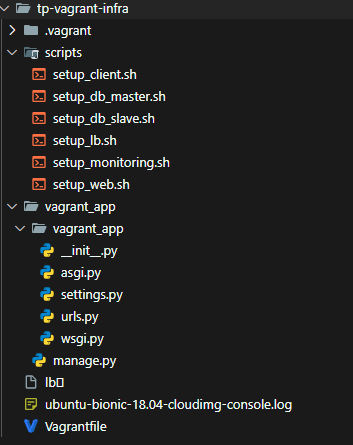 tp-vagrant-infra
.vagrant
scripts
setup_client.sh
setup_db_master.sh
setup_db_slave.sh
setup_lb.sh
setup_monitoring.sh
setup_web.sh
vagrant_app
vagrant_app
__init__.py
asgi.py
settings.py
urls.py
wsgi.py
manage.py
lb▯
ubuntu-bionic-18.04-cloudimg-console.log
Vagrantfile